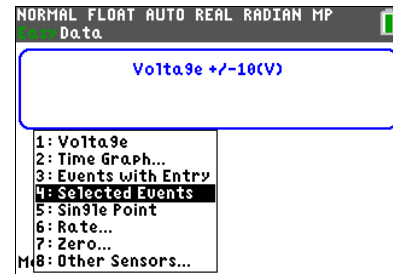 NORMAL FLOAT AUTO REAL RADIAN MP
EasyData
Voltage +/-10(V)
1: Voltage
2: Time Graph...
3: Events with Entry
4: Selected Events
5: Single Point
6: Rate...
7: Zero...
8: Other Sensors...